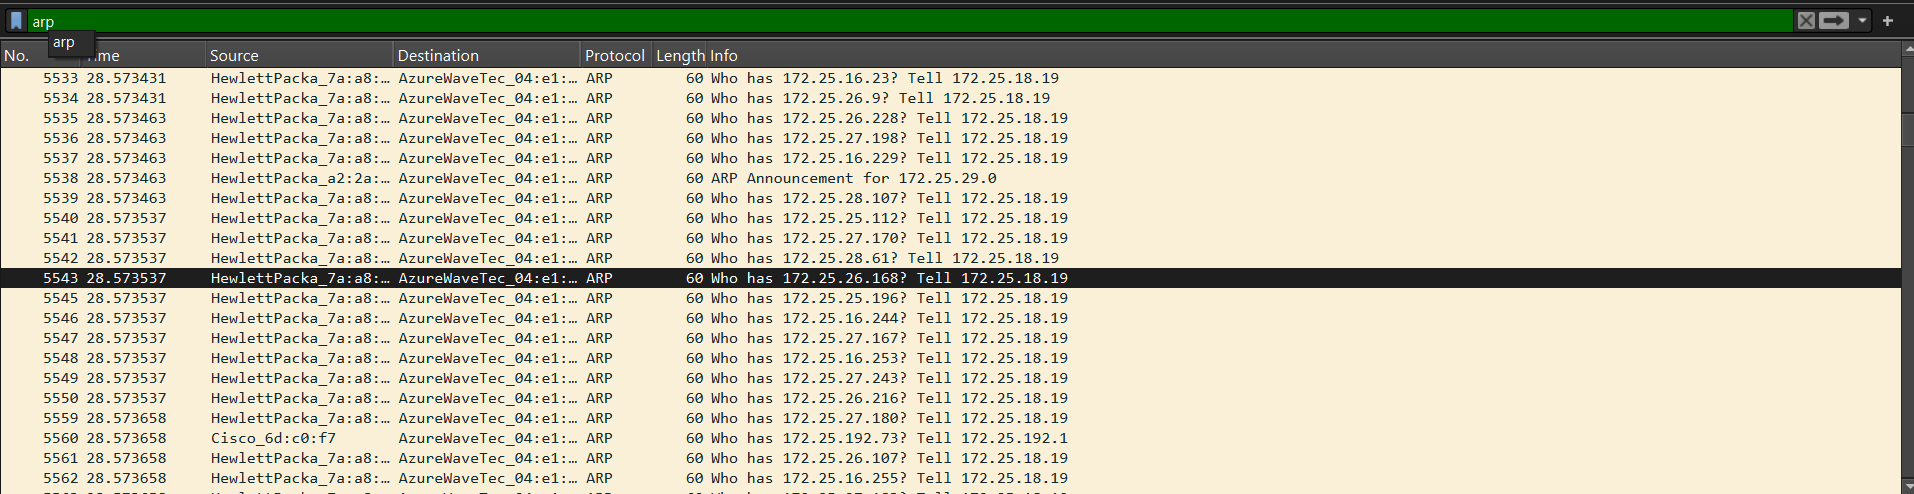 arp
arp
No. Time Source Destination Protocol Length Info
5533 28.573431 HewlettPacka_7a:a8:… AzureWaveTec_04:e1:… ARP 60 Who has 172.25.16.23? Tell 172.25.18.19
5534 28.573431 HewlettPacka_7a:a8:… AzureWaveTec_04:e1:… ARP 60 Who has 172.25.26.9? Tell 172.25.18.19
5535 28.573463 HewlettPacka_7a:a8:… AzureWaveTec_04:e1:… ARP 60 Who has 172.25.26.228? Tell 172.25.18.19
5536 28.573463 HewlettPacka_7a:a8:… AzureWaveTec_04:e1:… ARP 60 Who has 172.25.27.198? Tell 172.25.18.19
5537 28.573463 HewlettPacka_7a:a8:… AzureWaveTec_04:e1:… ARP 60 Who has 172.25.16.229? Tell 172.25.18.19
5538 28.573463 HewlettPacka_a2:2a:… AzureWaveTec_04:e1:… ARP 60 ARP Announcement for 172.25.29.0
5539 28.573463 HewlettPacka_7a:a8:… AzureWaveTec_04:e1:… ARP 60 Who has 172.25.28.107? Tell 172.25.18.19
5540 28.573537 HewlettPacka_7a:a8:… AzureWaveTec_04:e1:… ARP 60 Who has 172.25.25.112? Tell 172.25.18.19
5541 28.573537 HewlettPacka_7a:a8:… AzureWaveTec_04:e1:… ARP 60 Who has 172.25.27.170? Tell 172.25.18.19
5542 28.573537 HewlettPacka_7a:a8:… AzureWaveTec_04:e1:… ARP 60 Who has 172.25.28.61? Tell 172.25.18.19
5543 28.573537 HewlettPacka_7a:a8:… AzureWaveTec_04:e1:… ARP 60 Who has 172.25.26.168? Tell 172.25.18.19
5545 28.573537 HewlettPacka_7a:a8:… AzureWaveTec_04:e1:… ARP 60 Who has 172.25.25.196? Tell 172.25.18.19
5546 28.573537 HewlettPacka_7a:a8:… AzureWaveTec_04:e1:… ARP 60 Who has 172.25.16.244? Tell 172.25.18.19
5547 28.573537 HewlettPacka_7a:a8:… AzureWaveTec_04:e1:… ARP 60 Who has 172.25.27.167? Tell 172.25.18.19
5548 28.573537 HewlettPacka_7a:a8:… AzureWaveTec_04:e1:… ARP 60 Who has 172.25.16.253? Tell 172.25.18.19
5549 28.573537 HewlettPacka_7a:a8:… AzureWaveTec_04:e1:… ARP 60 Who has 172.25.27.243? Tell 172.25.18.19
5550 28.573537 HewlettPacka_7a:a8:… AzureWaveTec_04:e1:… ARP 60 Who has 172.25.26.216? Tell 172.25.18.19
5559 28.573658 HewlettPacka_7a:a8:… AzureWaveTec_04:e1:… ARP 60 Who has 172.25.27.180? Tell 172.25.18.19
5560 28.573658 Cisco_6d:c0:f7 AzureWaveTec_04:e1:… ARP 60 Who has 172.25.192.73? Tell 172.25.192.1
5561 28.573658 HewlettPacka_7a:a8:… AzureWaveTec_04:e1:… ARP 60 Who has 172.25.26.107? Tell 172.25.18.19
5562 28.573658 HewlettPacka_7a:a8:… AzureWaveTec_04:e1:… ARP 60 Who has 172.25.16.255? Tell 172.25.18.19